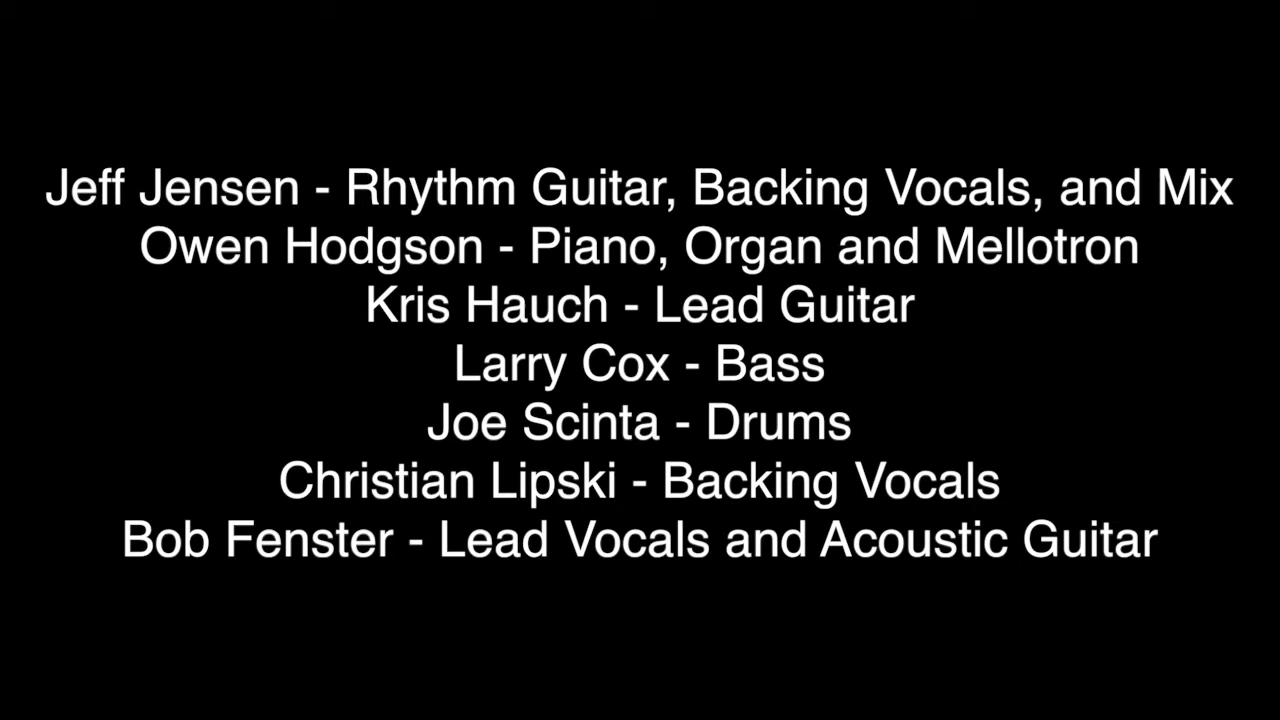 Jeff Jensen - Rhythm Guitar, Backing Vocals, and Mix
Owen Hodgson - Piano, Organ and Mellotron
Kris Hauch - Lead Guitar
Larry Cox - Bass
Joe Scinta - Drums
Christian Lipski - Backing Vocals
Bob Fenster - Lead Vocals and Acoustic Guitar